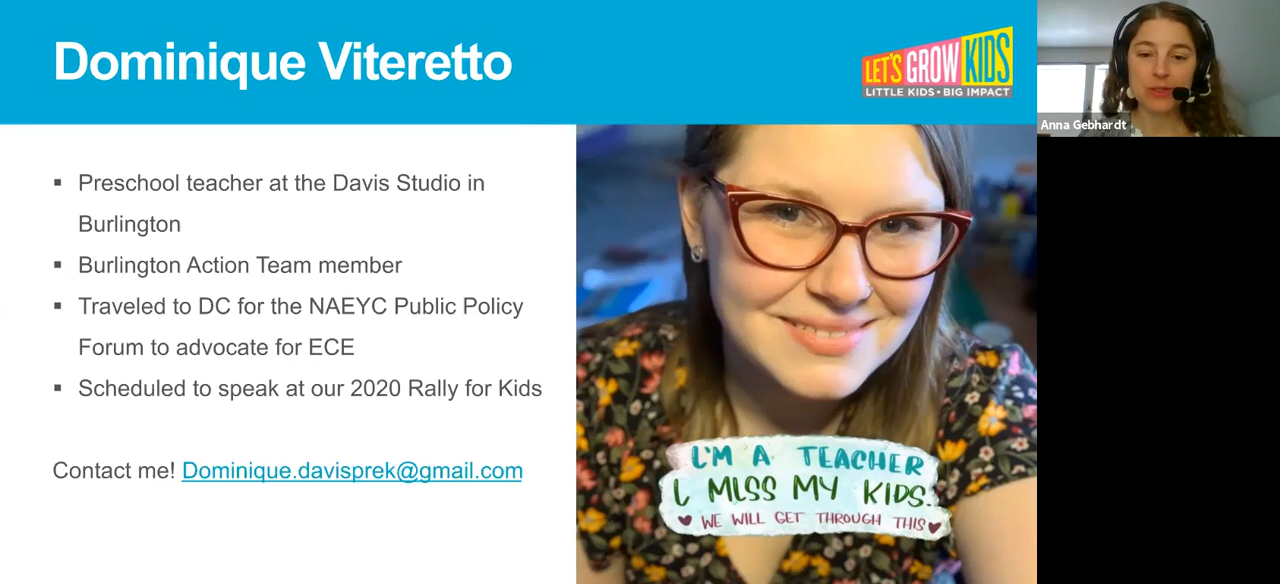 Dominique Viteretto
LET'S GROW KIDS
LITTLE KIDS • BIG IMPACT
Anna Gebhardt
▪ Preschool teacher at the Davis Studio in
Burlington
▪ Burlington Action Team member
▪ Traveled to DC for the NAEYC Public Policy
Forum to advocate for ECE
▪ Scheduled to speak at our 2020 Rally for Kids
Contact me! Dominique.davisprek@gmail.com
I'M A TEACHER
I MISS MY KIDS.
♥ WE WILL GET THROUGH THIS ♥